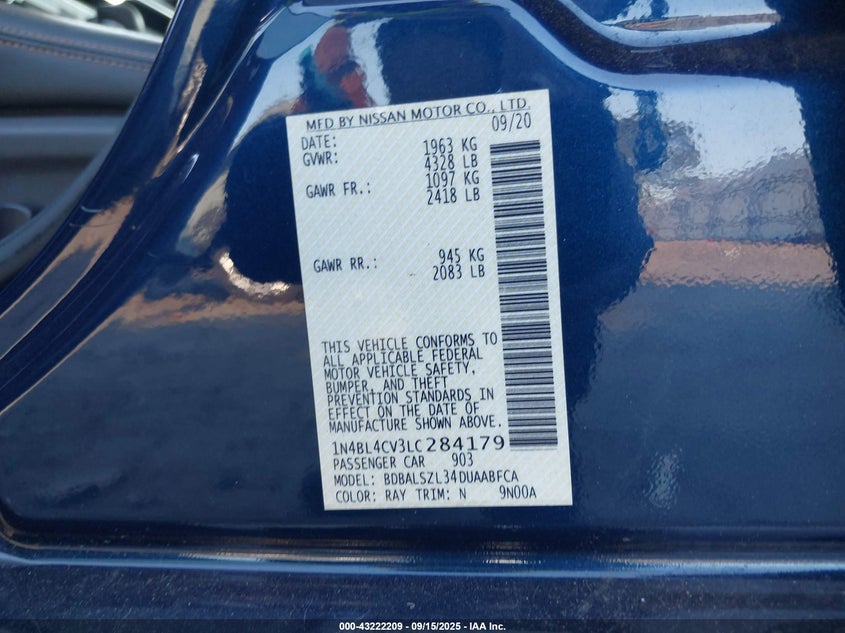 MFD BY NISSAN MOTOR CO., LTD.
DATE: 09/20
GVWR: 1963 KG
4328 LB
GAWR FR.: 1097 KG
2418 LB
GAWR RR.: 945 KG
2083 LB
THIS VEHICLE CONFORMS TO
ALL APPLICABLE FEDERAL
MOTOR VEHICLE SAFETY,
BUMPER, AND THEFT
PREVENTION STANDARDS IN
EFFECT ON THE DATE OF
MANUFACTURE SHOWN ABOVE.
1N4BL4CV3LC284179
PASSENGER CAR 903
MODEL: BDBALSZL34DUAABFCA
COLOR: RAY TRIM: N 9N00A
000-43222209 - 09/15/2025 - IAA Inc.